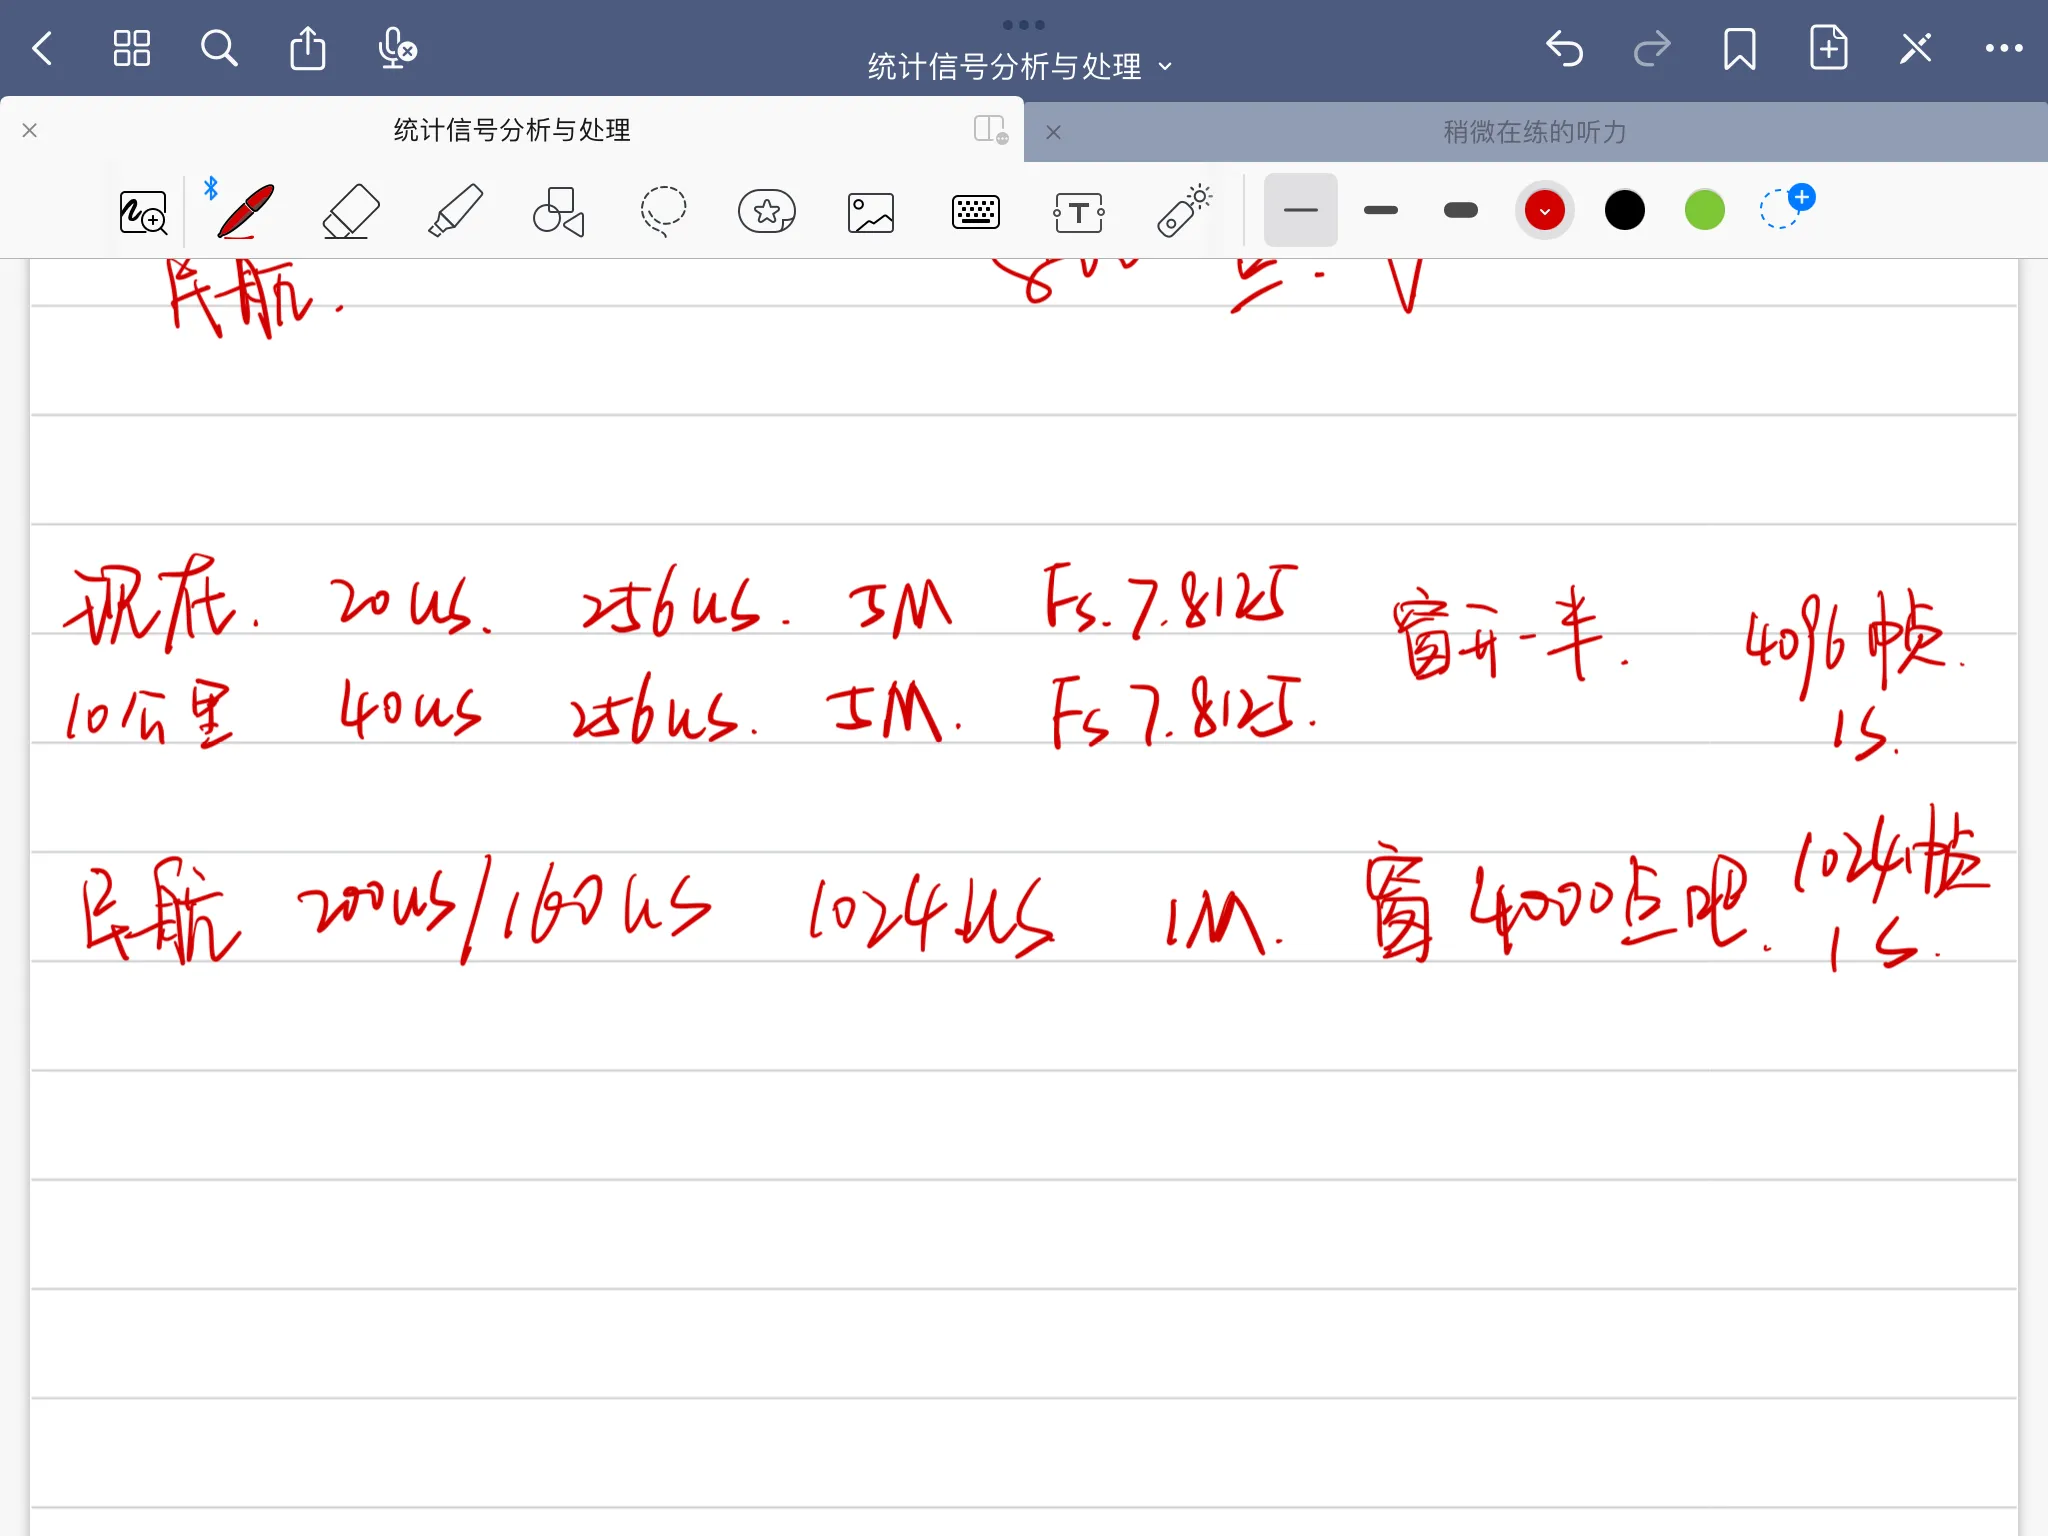 统计信号分析与处理
统计信号分析与处理
稍微在练的听力
T
民航.
现在. 20us. 256us. 5M Fs.7.8125 窗开一半. 4096帧.
10公里 40us 256us. 5M. Fs 7.8125. 1s.
民航 200us/160us 1024us 1M. 窗4000点吧. 1024帧
1s.